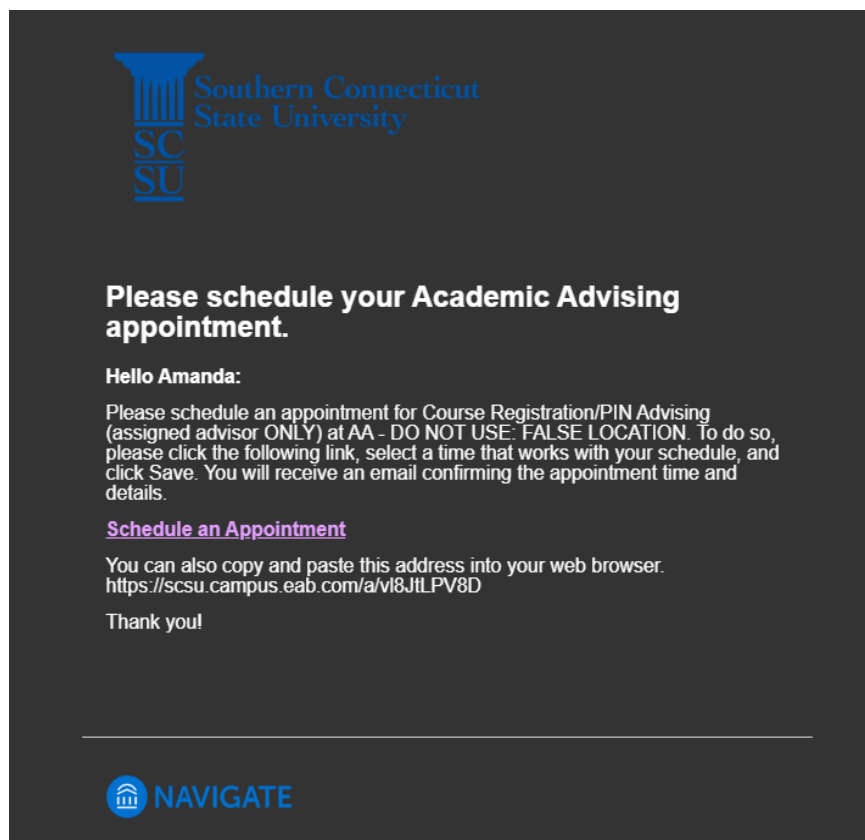 Southern Connecticut
State University
SC
SU
Please schedule your Academic Advising
appointment.
Hello Amanda:
Please schedule an appointment for Course Registration/PIN Advising
(assigned advisor ONLY) at AA - DO NOT USE: FALSE LOCATION. To do so,
please click the following link, select a time that works with your schedule, and
click Save. You will receive an email confirming the appointment time and
details.
Schedule an Appointment
You can also copy and paste this address into your web browser.
https://scsu.campus.eab.com/a/vl8JtLPV8D
Thank you!
NAVIGATE